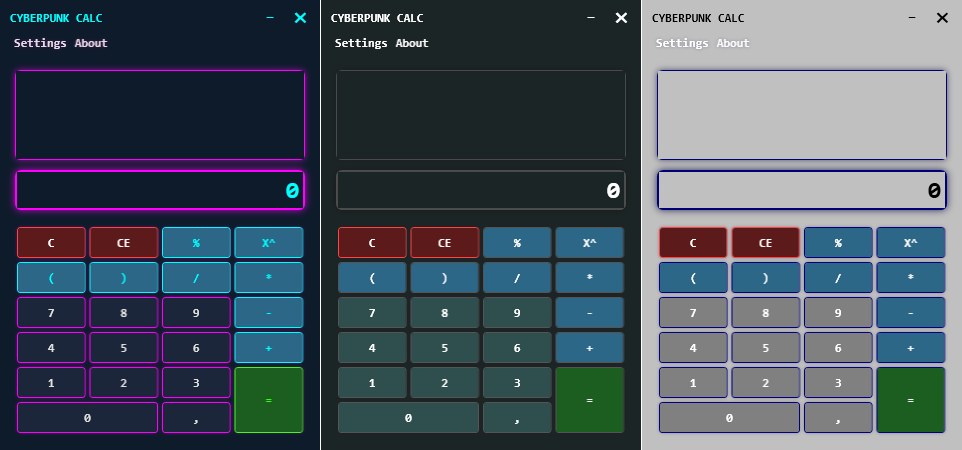 CYBERPUNK CALC – ✕
Settings About
0
C CE % X^
( ) / *
7 8 9 -
4 5 6 +
1 2 3 =
0 ,
CYBERPUNK CALC – ✕
Settings About
0
C CE % X^
( ) / *
7 8 9 -
4 5 6 +
1 2 3 =
0 ,
CYBERPUNK CALC – ✕
Settings About
0
C CE % X^
( ) / *
7 8 9 -
4 5 6 +
1 2 3 =
0 ,